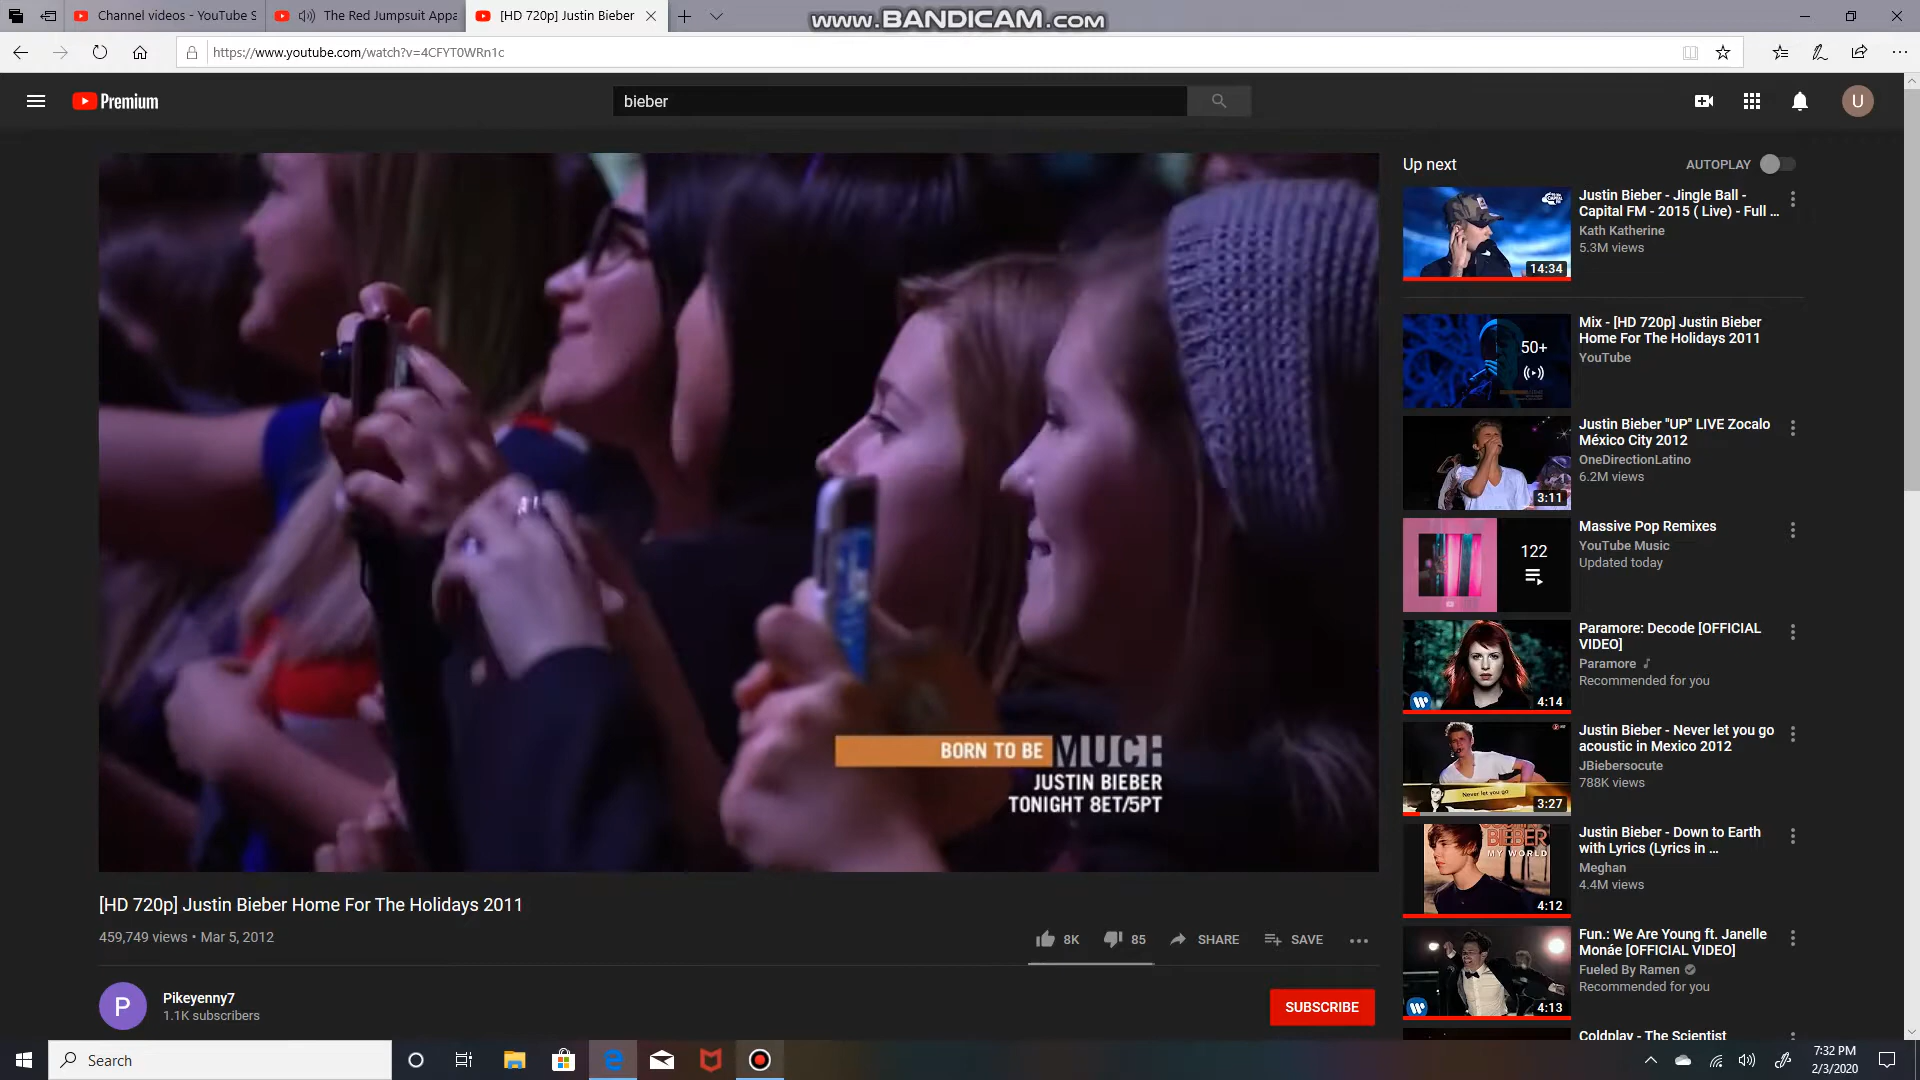 Channel videos - YouTube S
The Red Jumpsuit Appa
[HD 720p] Justin Bieber
www.BANDICAM.com
https://www.youtube.com/watch?v=4CFYT0WRn1c
Premium
bieber
U
BORN TO BE MUCH
JUSTIN BIEBER
TONIGHT 8ET/5PT
[HD 720p] Justin Bieber Home For The Holidays 2011
459,749 views • Mar 5, 2012
8K
85
SHARE
SAVE
P
Pikeyenny7
1.1K subscribers
SUBSCRIBE
Up next
AUTOPLAY
14:34
Justin Bieber - Jingle Ball -
Capital FM - 2015 ( Live) - Full ...
Kath Katherine
5.3M views
50+
Mix - [HD 720p] Justin Bieber
Home For The Holidays 2011
YouTube
3:11
Justin Bieber "UP" LIVE Zocalo
México City 2012
OneDirectionLatino
6.2M views
122
Massive Pop Remixes
YouTube Music
Updated today
4:14
Paramore: Decode [OFFICIAL
VIDEO]
Paramore
Recommended for you
Never let you go
3:27
Justin Bieber - Never let you go
acoustic in Mexico 2012
JBiebersocute
788K views
BIEBER
MY WORLD
4:12
Justin Bieber - Down to Earth
with Lyrics (Lyrics in ...
Meghan
4.4M views
4:13
Fun.: We Are Young ft. Janelle
Monáe [OFFICIAL VIDEO]
Fueled By Ramen
Recommended for you
Coldplay - The Scientist
Search
7:32 PM
2/3/2020